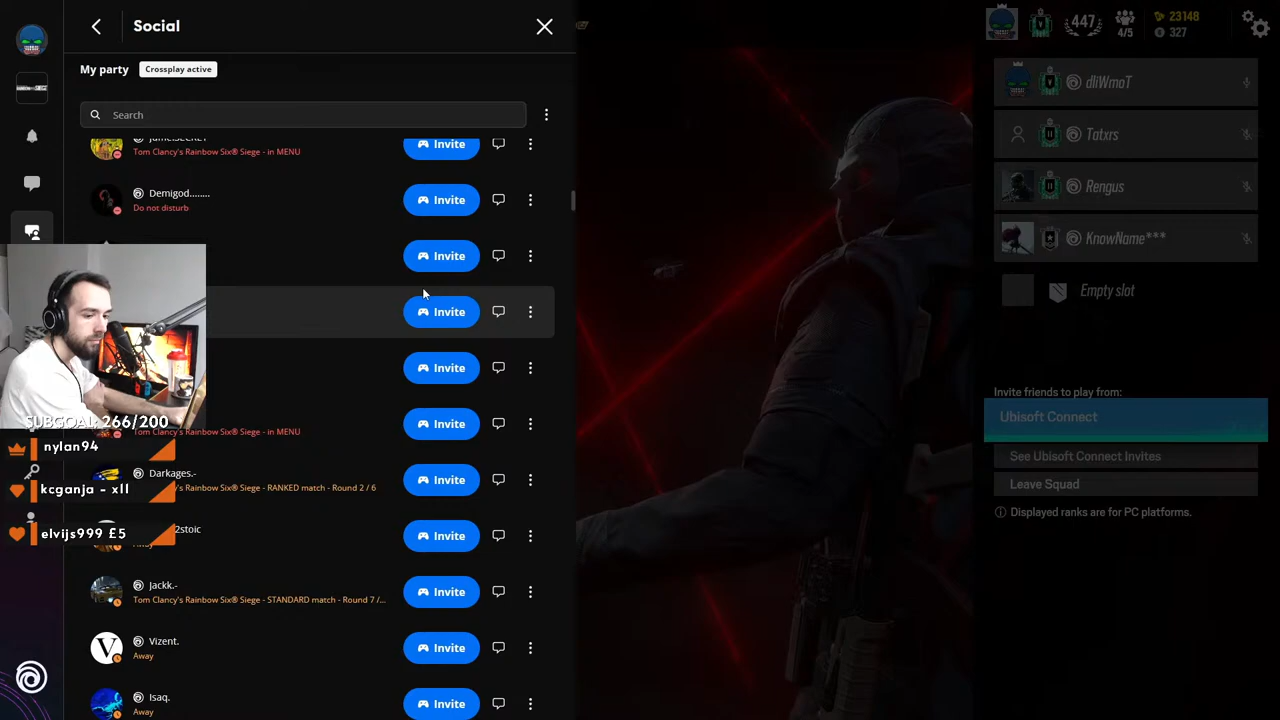 Social
My party
Crossplay active
Search
Invite
Tom Clancy's Rainbow Six® Siege - in MENU
Demigod........
Do not disturb
Invite
Invite
Invite
Invite
Tom Clancy's Rainbow Six® Siege - in MENU
Invite
Darkages.-
Rainbow Six® Siege - RANKED match - Round 2 / 6
Invite
2stoic
Away
Invite
Jackk.-
Tom Clancy's Rainbow Six® Siege - STANDARD match - Round 7 /...
Invite
Vizent.
Away
Invite
Isaq.
Away
Invite
SUBGOAL: 266/200
nylan94
kcganja - x11
elvijs999 £5
447
4/5
23148
327
dliWmaT
Tatxrs
Rengus
KnowName***
Empty slot
Invite friends to play from:
Ubisoft Connect
See Ubisoft Connect Invites
Leave Squad
Displayed ranks are for PC platforms.